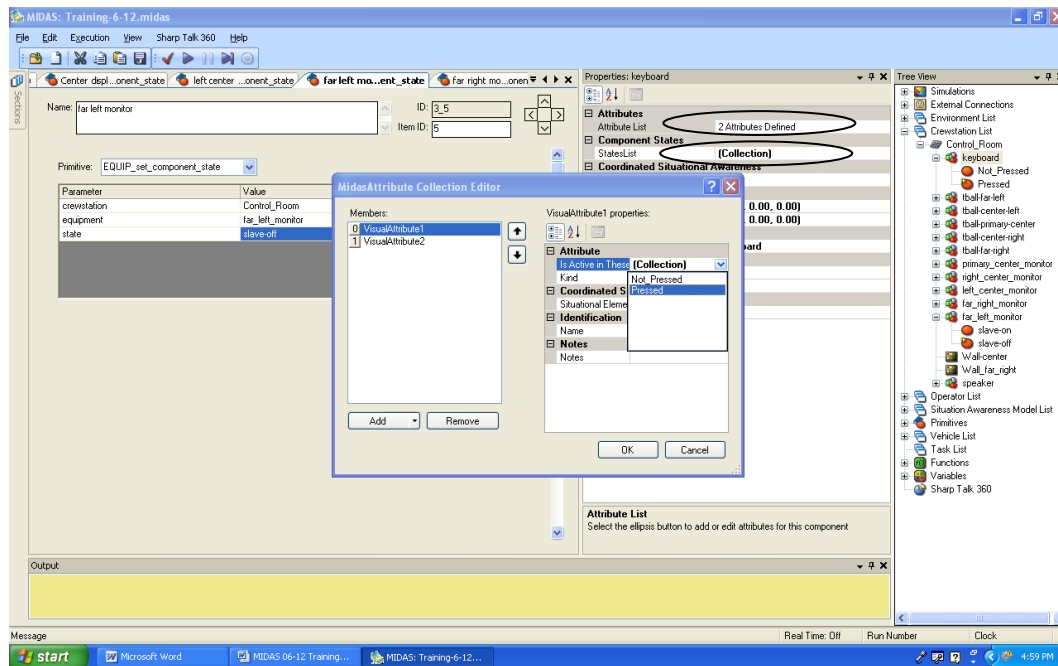 MIDAS: Training-6-12.midas
File Edit Execution View Sharp Talk 360 Help
Sections
Center displ...onent_state
left center ...onent_state
far left mo...ent_state
far right mo...onen
Name: far left monitor
ID: 3_5
Item ID: 5
Primitive: EQUIP_set_component_state
Parameter Value
crewstation Control_Room
equipment far_left_monitor
state slave-off
MidasAttribute Collection Editor
Members:
0 VisualAttribute1
1 VisualAttribute2
Add Remove
VisualAttribute1 properties:
Attribute
Is Active in These (Collection)
Kind
Not_Pressed
Pressed
Coordinated S
Situational Eleme
Identification
Name
Notes
Notes
OK Cancel
Properties: keyboard
Attributes
Attribute List 2 Attributes Defined
Component States
StatesList (Collection)
Coordinated Situational Awareness
, 0.00, 0.00)
, 0.00, 0.00)
ard
Attribute List
Select the ellipsis button to add or edit attributes for this component
Tree View
Simulations
External Connections
Environment List
Crewstation List
Control_Room
keyboard
Not_Pressed
Pressed
tball-far-left
tball-center-left
tball-primary-center
tball-center-right
tball-far-right
primary_center_monitor
right_center_monitor
left_center_monitor
far_right_monitor
far_left_monitor
slave-on
slave-off
Wall-center
Wall_far_right
speaker
Operator List
Situation Awareness Model List
Primitives
Vehicle List
Task List
Functions
Variables
Sharp Talk 360
Output
Message Real Time: Off Run Number Clock
start Microsoft Word MIDAS 06-12 Training... MIDAS: Training-6-12... 4:59 PM